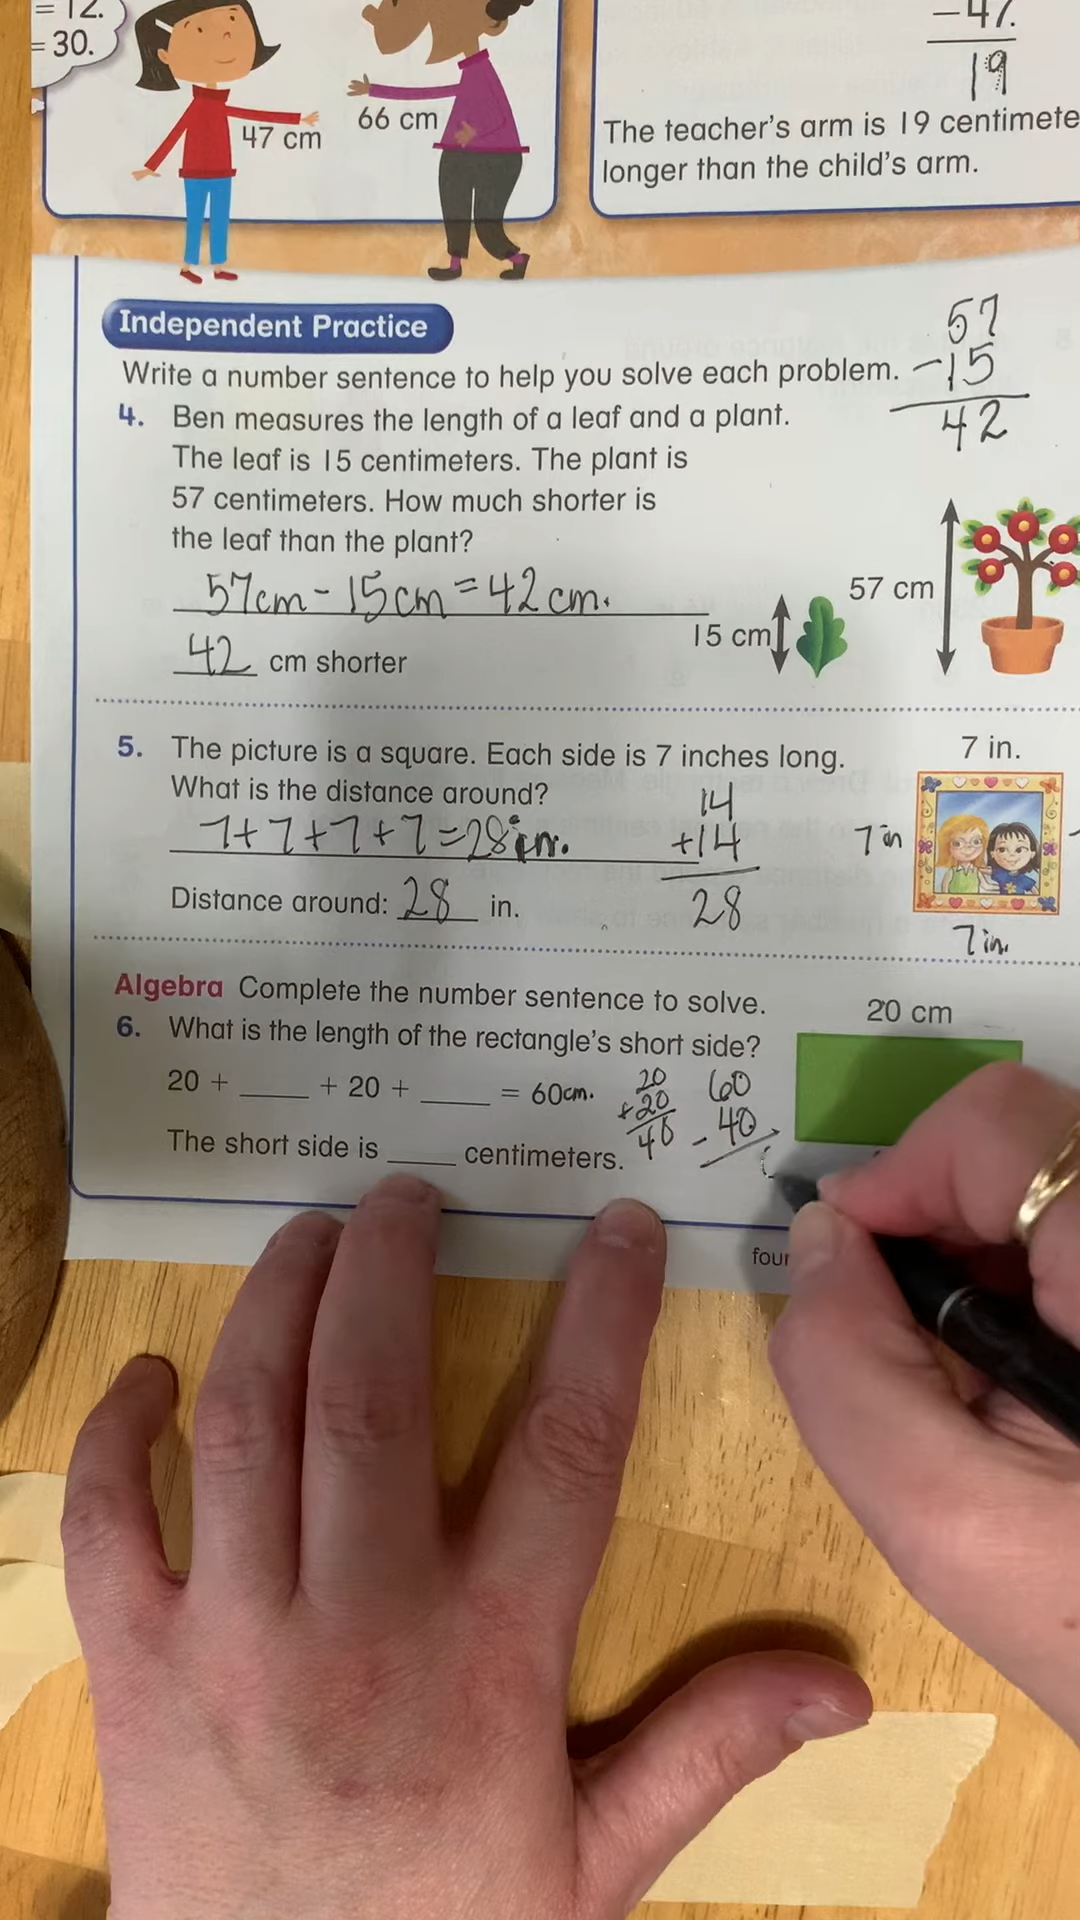 = 12.
= 30.
47 cm
66 cm
-47.
19
The teacher's arm is 19 centimete
longer than the child's arm.
Independent Practice
Write a number sentence to help you solve each problem.
57
-15
42
4. Ben measures the length of a leaf and a plant.
The leaf is 15 centimeters. The plant is
57 centimeters. How much shorter is
the leaf than the plant?
57cm - 15cm = 42cm.
42 cm shorter
15 cm
57 cm
5. The picture is a square. Each side is 7 inches long.
What is the distance around?
7+7+7+7=28in.
Distance around: 28 in.
14
+14
28
7 in.
7in
7in.
Algebra Complete the number sentence to solve.
6. What is the length of the rectangle's short side?
20 + ____ + 20 + ____ = 60cm.
The short side is ____ centimeters.
20
+20
40
60
-40
20 cm
four